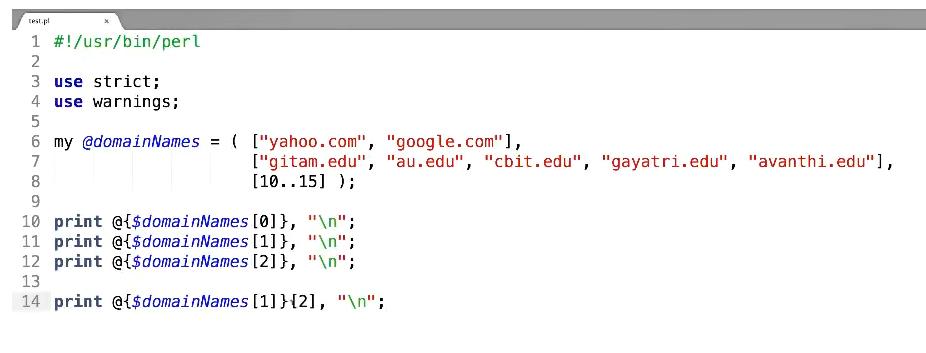 test.pl x
1 #!/usr/bin/perl
2
3 use strict;
4 use warnings;
5
6 my @domainNames = ( ["yahoo.com", "google.com"],
7 ["gitam.edu", "au.edu", "cbit.edu", "gayatri.edu", "avanthi.edu"],
8 [10..15] );
9
10 print @{$domainNames[0]}, "\n";
11 print @{$domainNames[1]}, "\n";
12 print @{$domainNames[2]}, "\n";
13
14 print @{$domainNames[1]}[2], "\n";